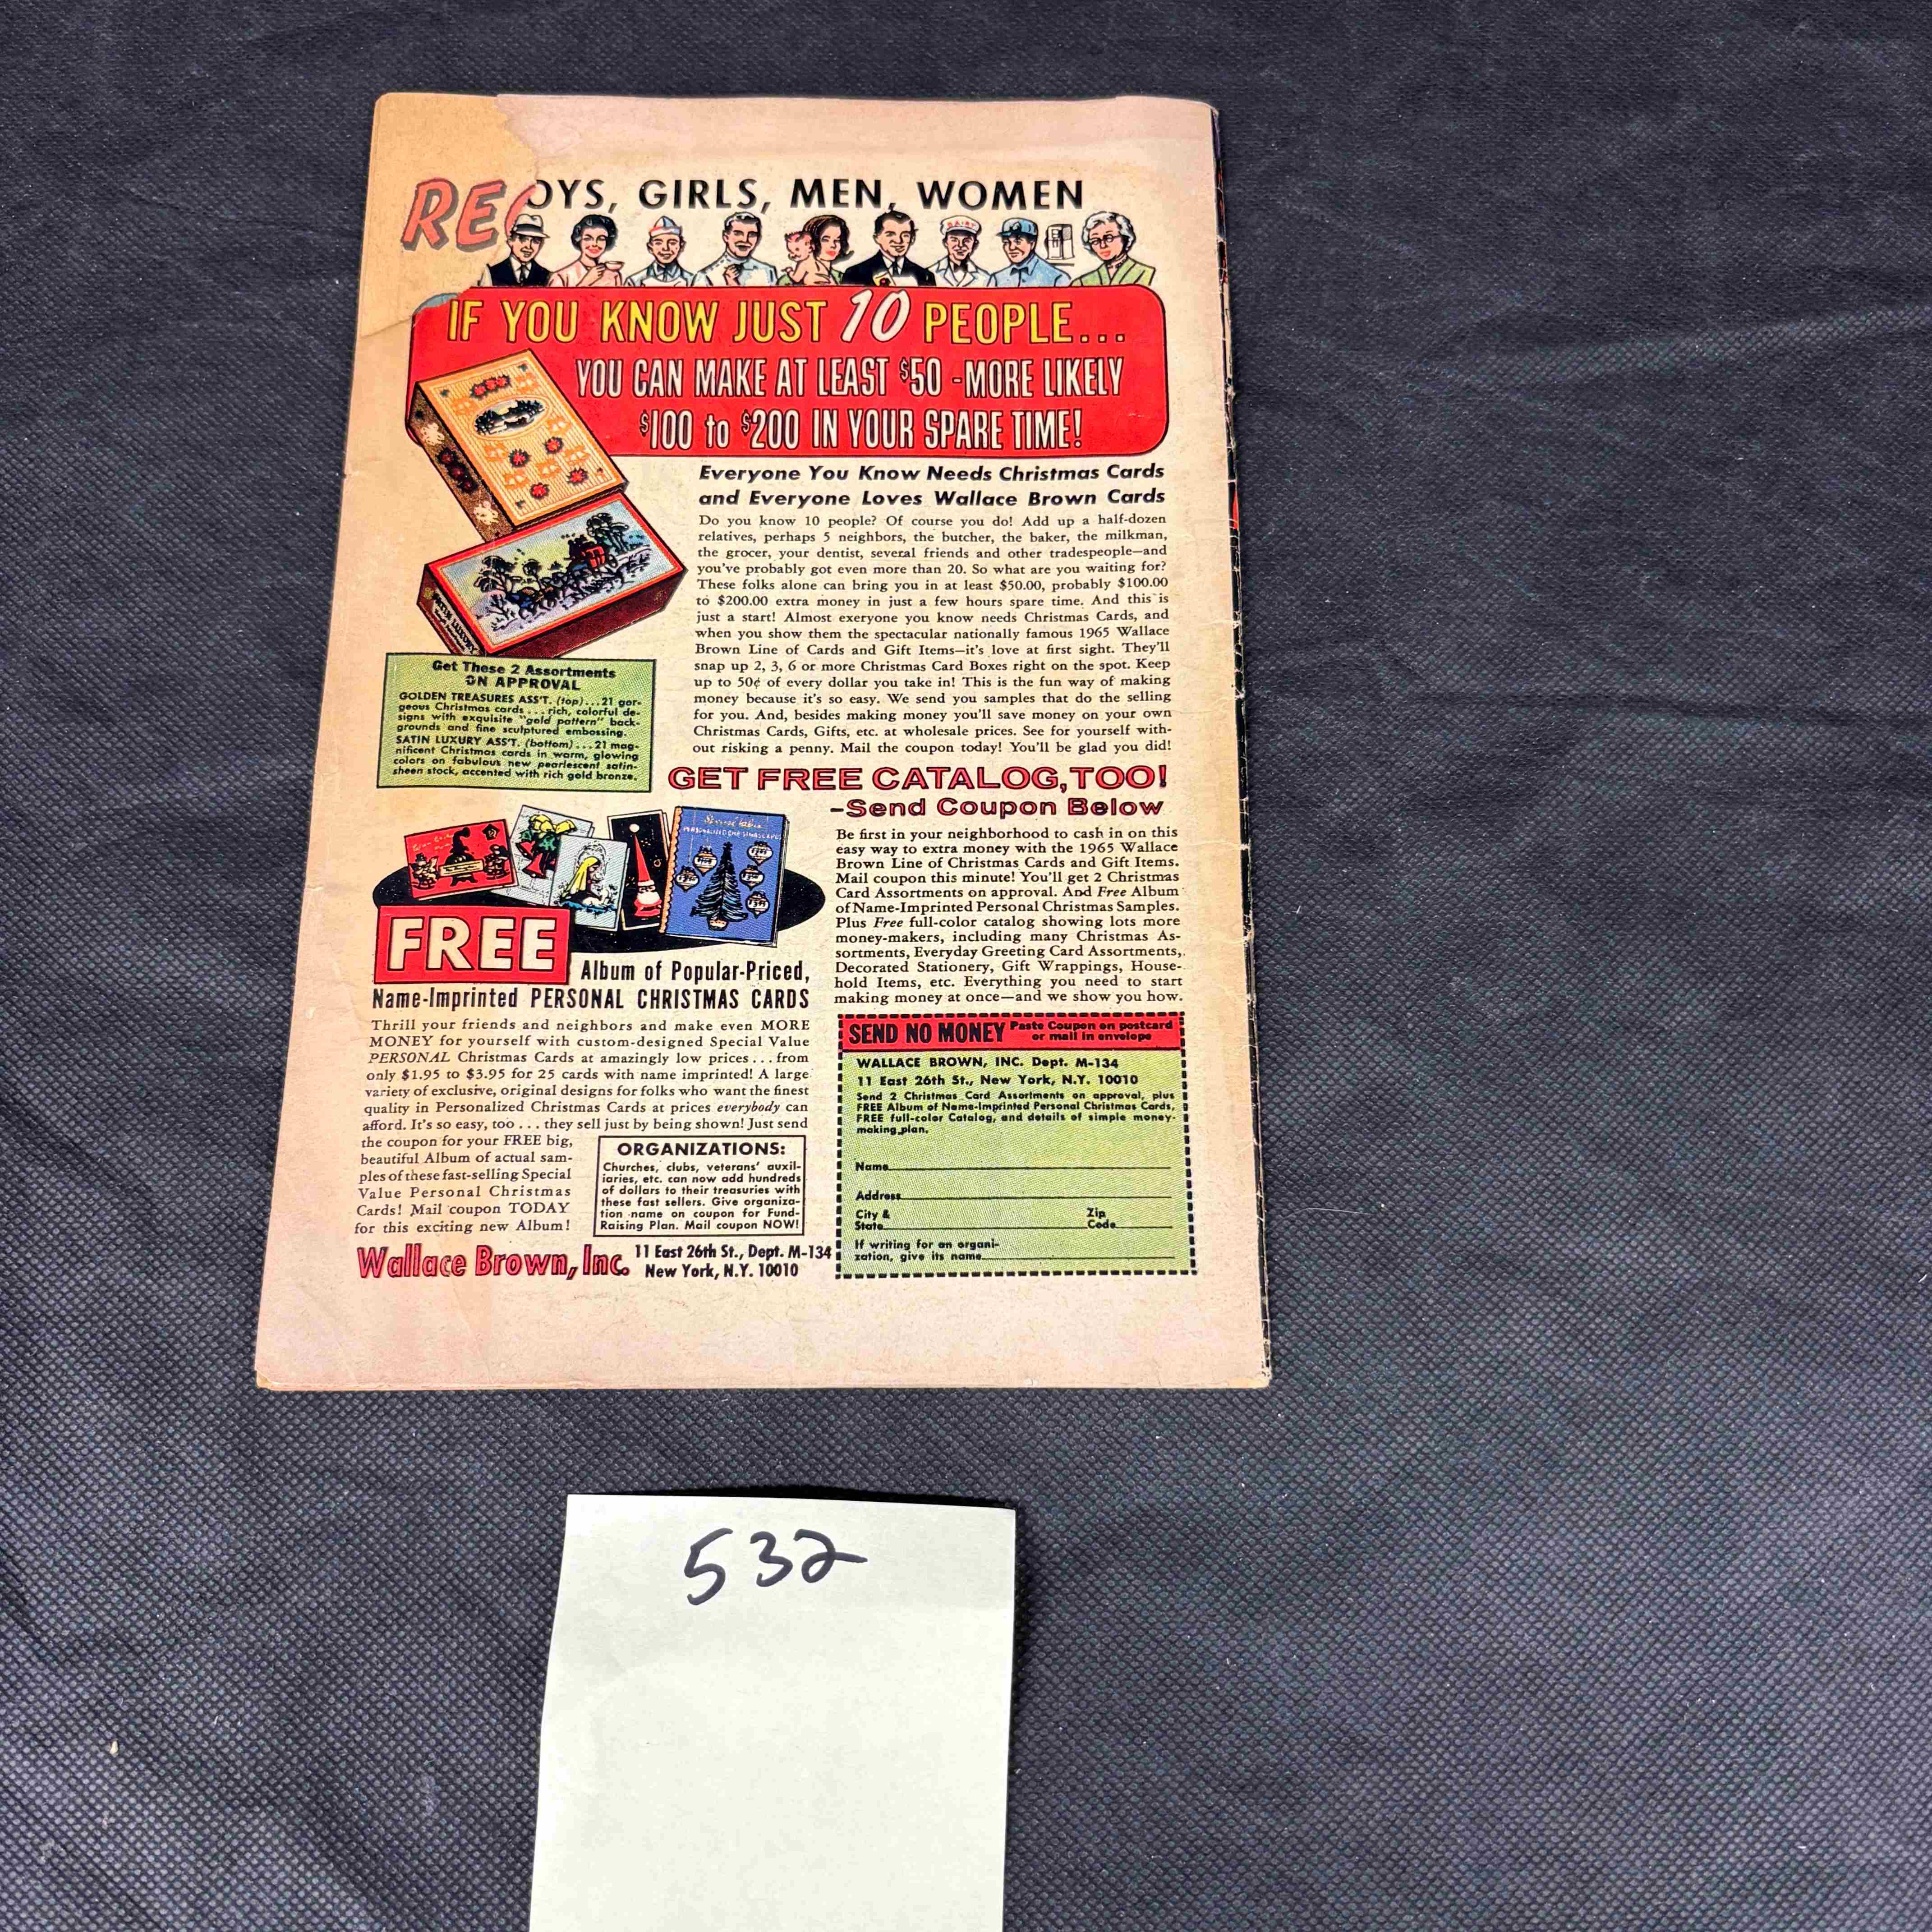 REC
OYS, GIRLS, MEN, WOMEN
DAIRY
IF YOU KNOW JUST 10 PEOPLE...
YOU CAN MAKE AT LEAST $50 - MORE LIKELY
$100 to $200 IN YOUR SPARE TIME!
Everyone You Know Needs Christmas Cards
and Everyone Loves Wallace Brown Cards
Do you know 10 people? Of course you do! Add up a half-dozen
relatives, perhaps 5 neighbors, the butcher, the baker, the milkman,
the grocer, your dentist, several friends and other tradespeople—and
you've probably got even more than 20. So what are you waiting for?
These folks alone can bring you in at least $50.00, probably $100.00
to $200.00 extra money in just a few hours spare time. And this is
just a start! Almost exeryone you know needs Christmas Cards, and
when you show them the spectacular nationally famous 1965 Wallace
Brown Line of Cards and Gift Items—it's love at first sight. They'll
snap up 2, 3, 6 or more Christmas Card Boxes right on the spot. Keep
up to 50¢ of every dollar you take in! This is the fun way of making
money because it's so easy. We send you samples that do the selling
for you. And, besides making money you'll save money on your own
Christmas Cards, Gifts, etc. at wholesale prices. See for yourself with-
out risking a penny. Mail the coupon today! You'll be glad you did!
SATIN LUXURY
Get These 2 Assortments
ON APPROVAL
GOLDEN TREASURES ASS'T. (top)...21 gor-
geous Christmas cards...rich, colorful de-
signs with exquisite "gold pattern" back-
grounds and fine sculptured embossing.
SATIN LUXURY ASS'T. (bottom)...21 mag-
nificent Christmas cards in warm, glowing
colors on fabulous new pearlescent satin-
sheen stock, accented with rich gold bronze.
GET FREE CATALOG, TOO!
-Send Coupon Below
Be first in your neighborhood to cash in on this
easy way to extra money with the 1965 Wallace
Brown Line of Christmas Cards and Gift Items.
Mail coupon this minute! You'll get 2 Christmas
Card Assortments on approval. And Free Album
of Name-Imprinted Personal Christmas Samples.
Plus Free full-color catalog showing lots more
money-makers, including many Christmas As-
sortments, Everyday Greeting Card Assortments,
Decorated Stationery, Gift Wrappings, House-
hold Items, etc. Everything you need to start
making money at once—and we show you how.
FREE
Album of Popular-Priced,
Name-Imprinted PERSONAL CHRISTMAS CARDS
Thrill your friends and neighbors and make even MORE
MONEY for yourself with custom-designed Special Value
PERSONAL Christmas Cards at amazingly low prices...from
only $1.95 to $3.95 for 25 cards with name imprinted! A large
variety of exclusive, original designs for folks who want the finest
quality in Personalized Christmas Cards at prices everybody can
afford. It's so easy, too...they sell just by being shown! Just send
the coupon for your FREE big,
beautiful Album of actual sam-
ples of these fast-selling Special
Value Personal Christmas
Cards! Mail coupon TODAY
for this exciting new Album!
ORGANIZATIONS:
Churches, clubs, veterans' auxil-
iaries, etc. can now add hundreds
of dollars to their treasuries with
these fast sellers. Give organiza-
tion name on coupon for Fund-
Raising Plan. Mail coupon NOW!
Wallace Brown, Inc. 11 East 26th St., Dept. M-134
New York, N.Y. 10010
SEND NO MONEY Paste Coupon on postcard
or mail in envelope
WALLACE BROWN, INC. Dept. M-134
11 East 26th St., New York, N.Y. 10010
Send 2 Christmas Card Assortments on approval, plus
FREE Album of Name-Imprinted Personal Christmas Cards,
FREE full-color Catalog, and details of simple money-
making plan.
Name
Address
City & Zip
State Code
If writing for an organi-
zation, give its name
532